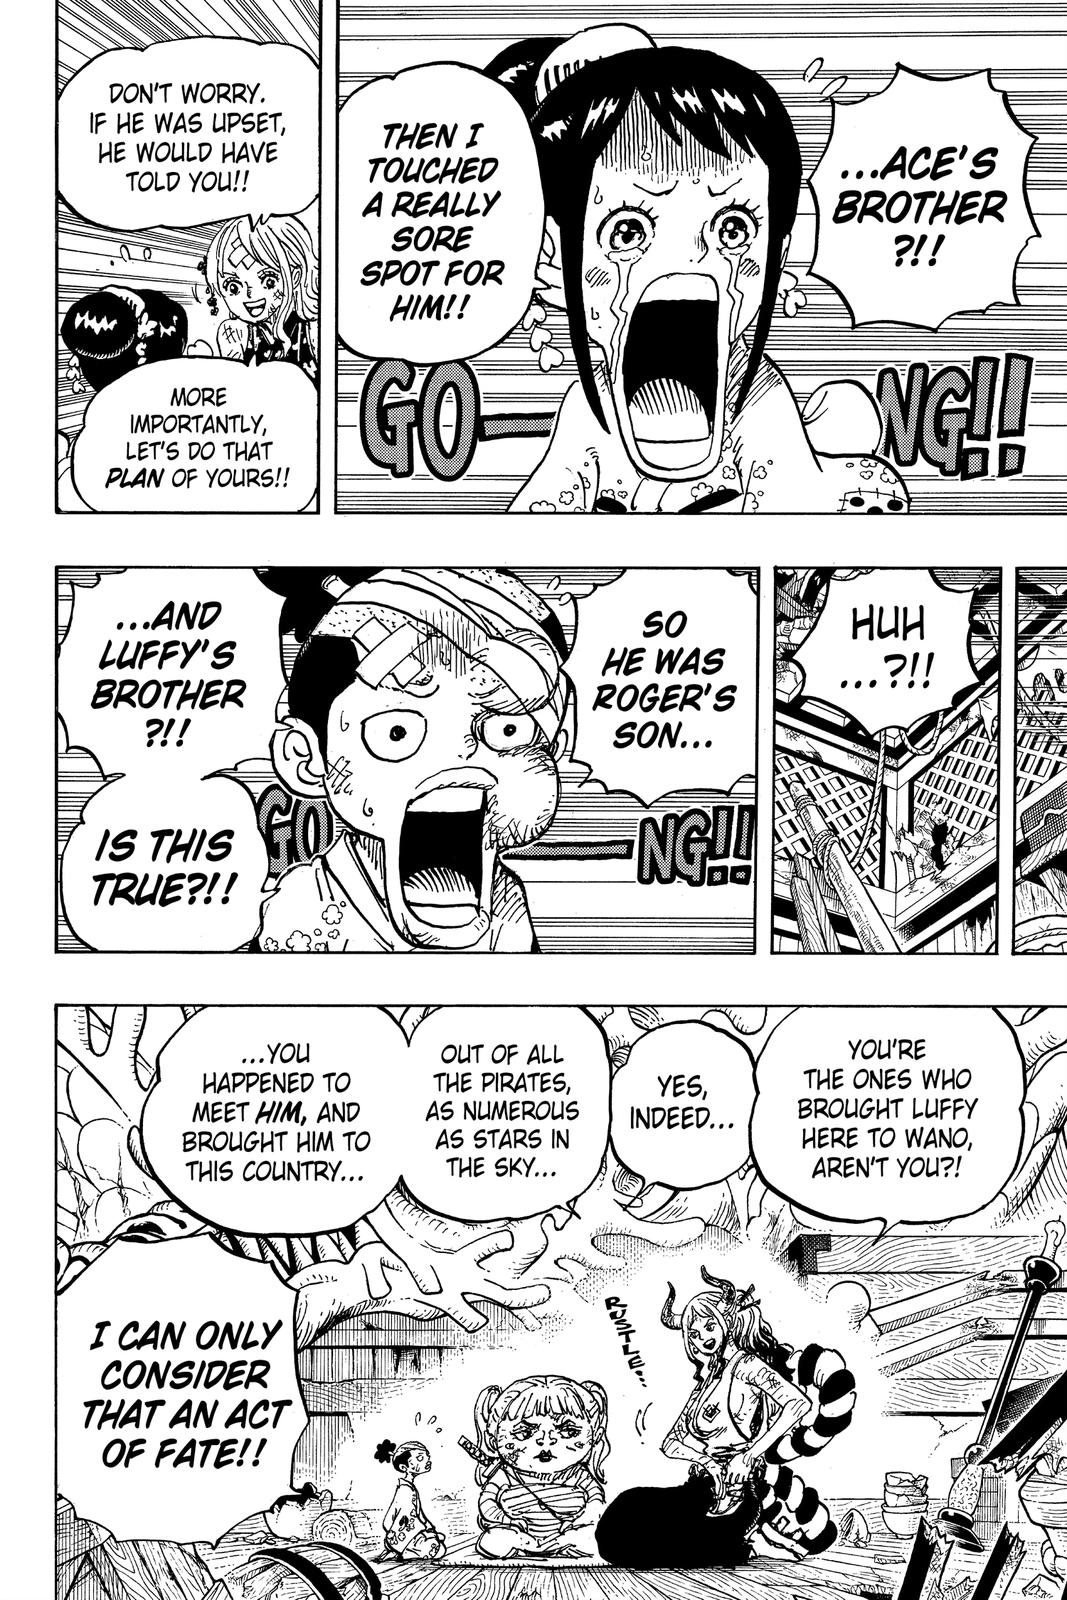 ...ACE'S
BROTHER
?!!
THEN I
TOUCHED
A REALLY
SORE
SPOT FOR
HIM!!
GO—NG!!
DON'T WORRY.
IF HE WAS UPSET,
HE WOULD HAVE
TOLD YOU!!
MORE
IMPORTANTLY,
LET'S DO THAT
PLAN OF YOURS!!
HUH
...?!!
SO
HE WAS
ROGER'S
SON...
...AND
LUFFY'S
BROTHER
?!!
IS THIS
TRUE?!!
GO—NG!!
YOU'RE
THE ONES WHO
BROUGHT LUFFY
HERE TO WANO,
AREN'T YOU?!
YES,
INDEED...
OUT OF ALL
THE PIRATES,
AS NUMEROUS
AS STARS IN
THE SKY...
...YOU
HAPPENED TO
MEET HIM, AND
BROUGHT HIM TO
THIS COUNTRY...
I CAN ONLY
CONSIDER
THAT AN ACT
OF FATE!!
RUSTLE!!